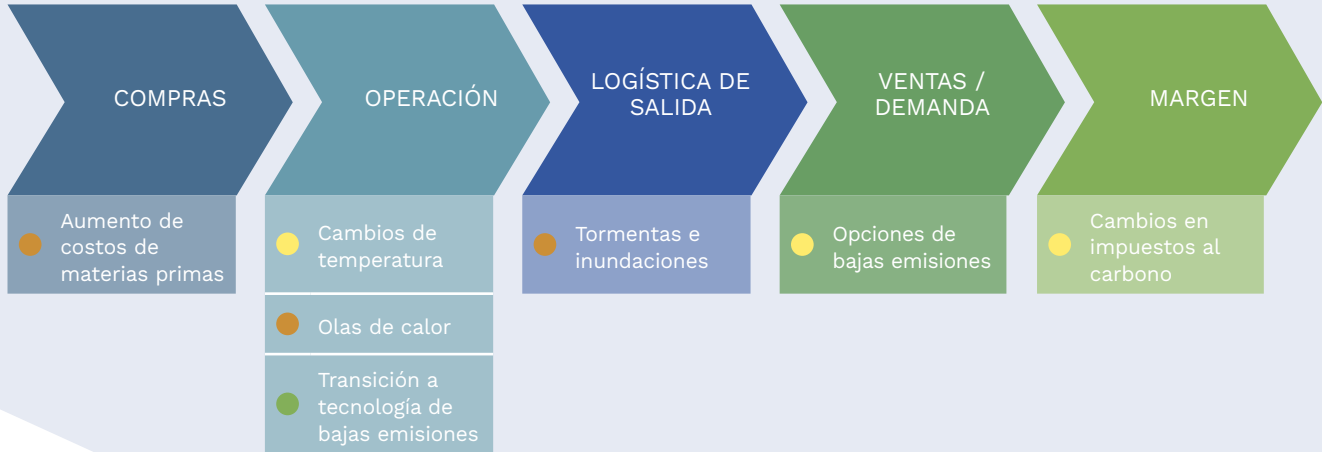 COMPRAS
OPERACIÓN
LOGÍSTICA DE
SALIDA
VENTAS /
DEMANDA
MARGEN
Aumento de
costos de
materias primas
Cambios de
temperatura
Olas de calor
Transición a
tecnología de
bajas emisiones
Tormentas e
inundaciones
Opciones de
bajas emisiones
Cambios en
impuestos al
carbono